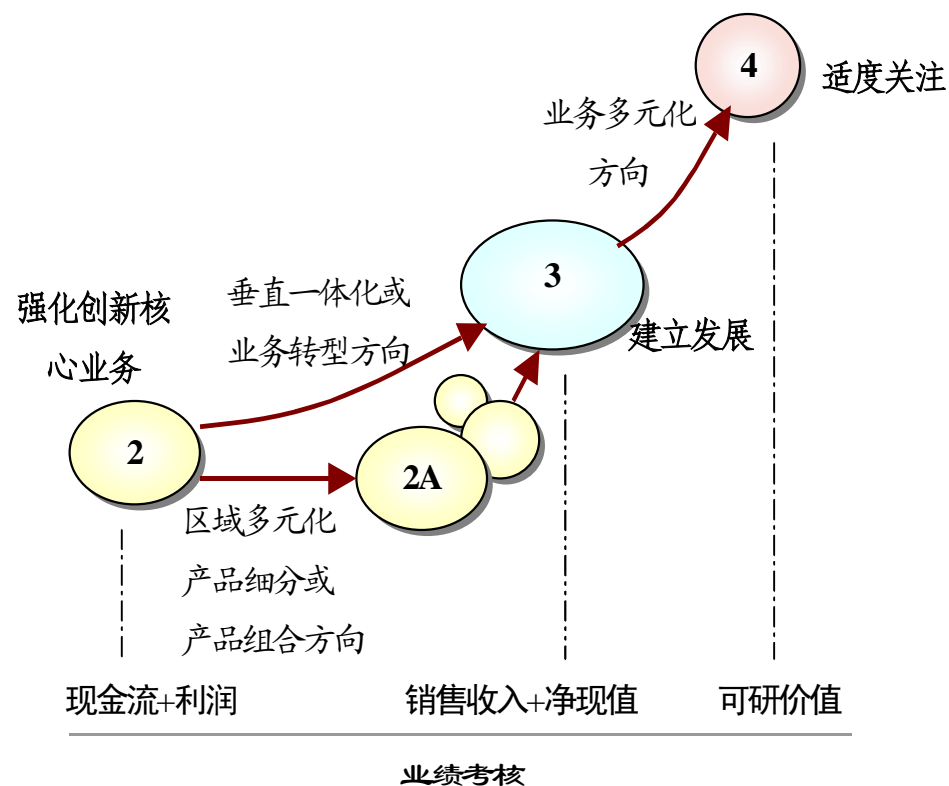 4
适度关注
业务多元化
方向
3
垂直一体化或
业务转型方向
建立发展
强化创新核
心业务
2
2A
区域多元化
产品细分或
产品组合方向
现金流+利润
销售收入+净现值
可研价值
业绩考核